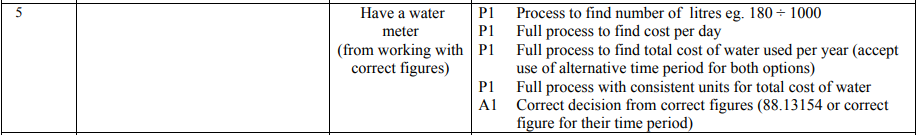 5 Have a water P1 Process to find number of litres eg. 180 ÷ 1000
meter P1 Full process to find cost per day
(from working with P1 Full process to find total cost of water used per year (accept
correct figures) use of alternative time period for both options)
P1 Full process with consistent units for total cost of water
A1 Correct decision from correct figures (88.13154 or correct
figure for their time period)